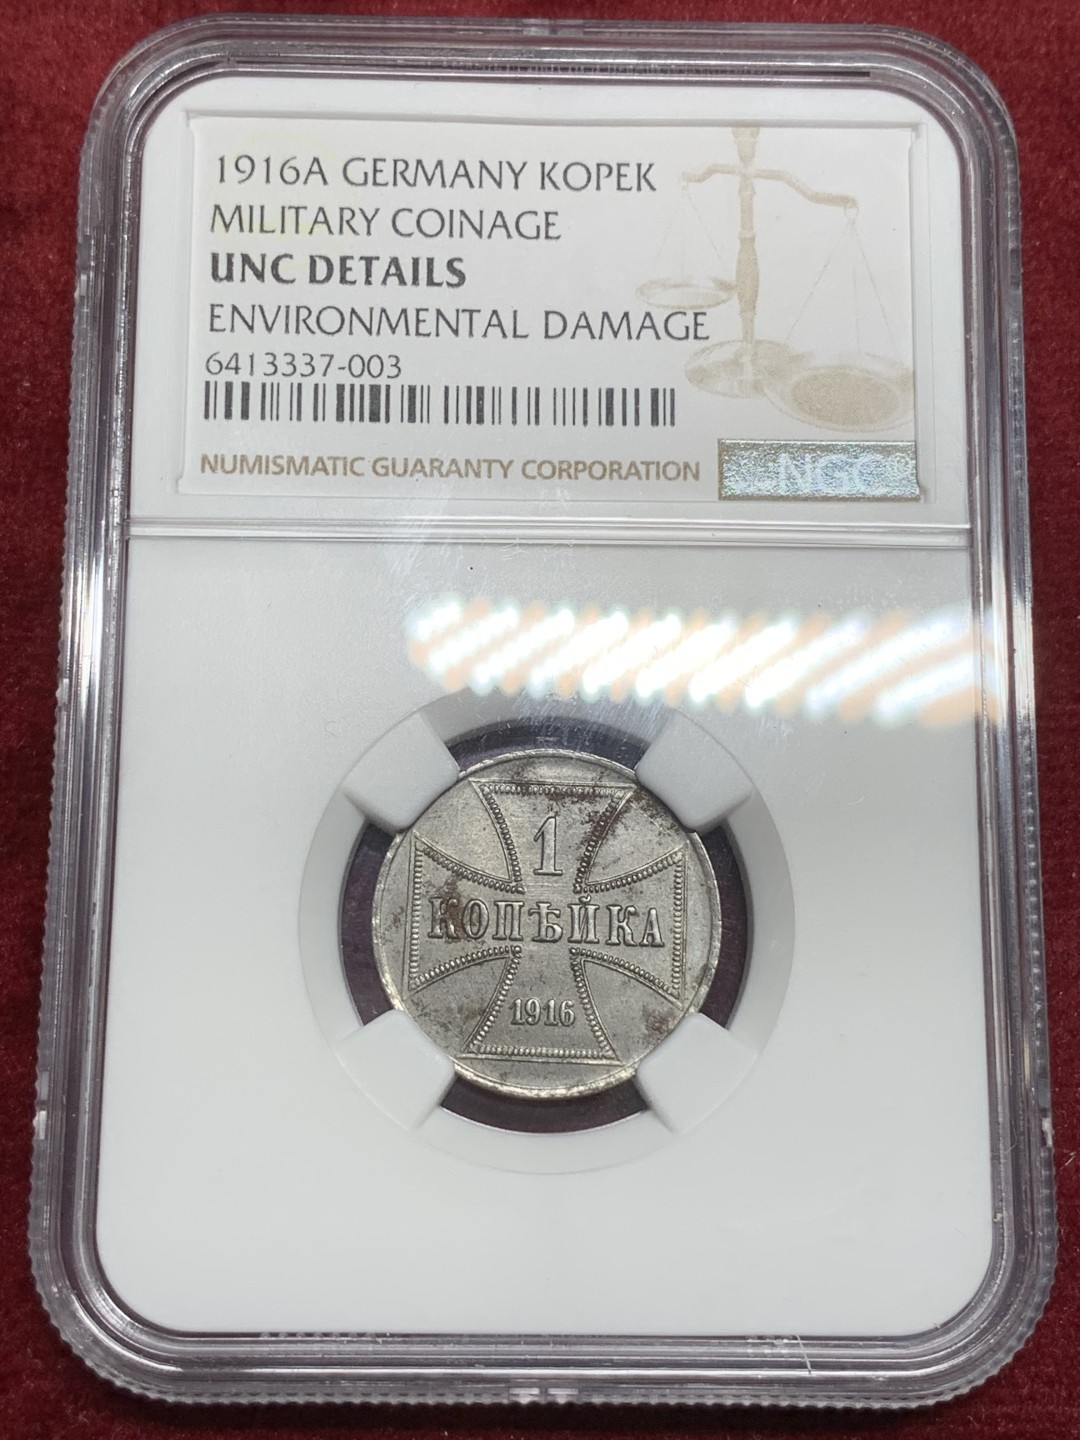 1916A GERMANY KOPEK
MILITARY COINAGE
UNC DETAILS
ENVIRONMENTAL DAMAGE
6413337-003
NUMISMATIC GUARANTY CORPORATION
NGC®
1
КОПѢЙКА
1916